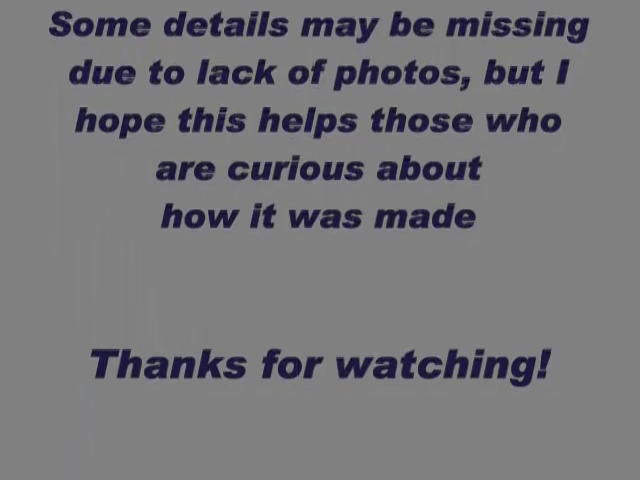 Some details may be missing
due to lack of photos, but I
hope this helps those who
are curious about
how it was made
Thanks for watching!